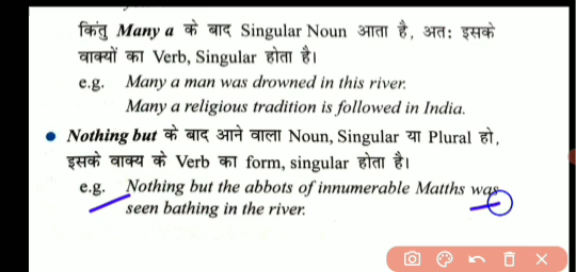 किंतु Many a के बाद Singular Noun आता है, अतः इसके
वाक्यों का Verb, Singular होता है।
e.g. Many a man was drowned in this river.
Many a religious tradition is followed in India.
• Nothing but के बाद आने वाला Noun, Singular या Plural हो,
इसके वाक्य के Verb का form, singular होता है।
e.g. Nothing but the abbots of innumerable Matths was
seen bathing in the river.